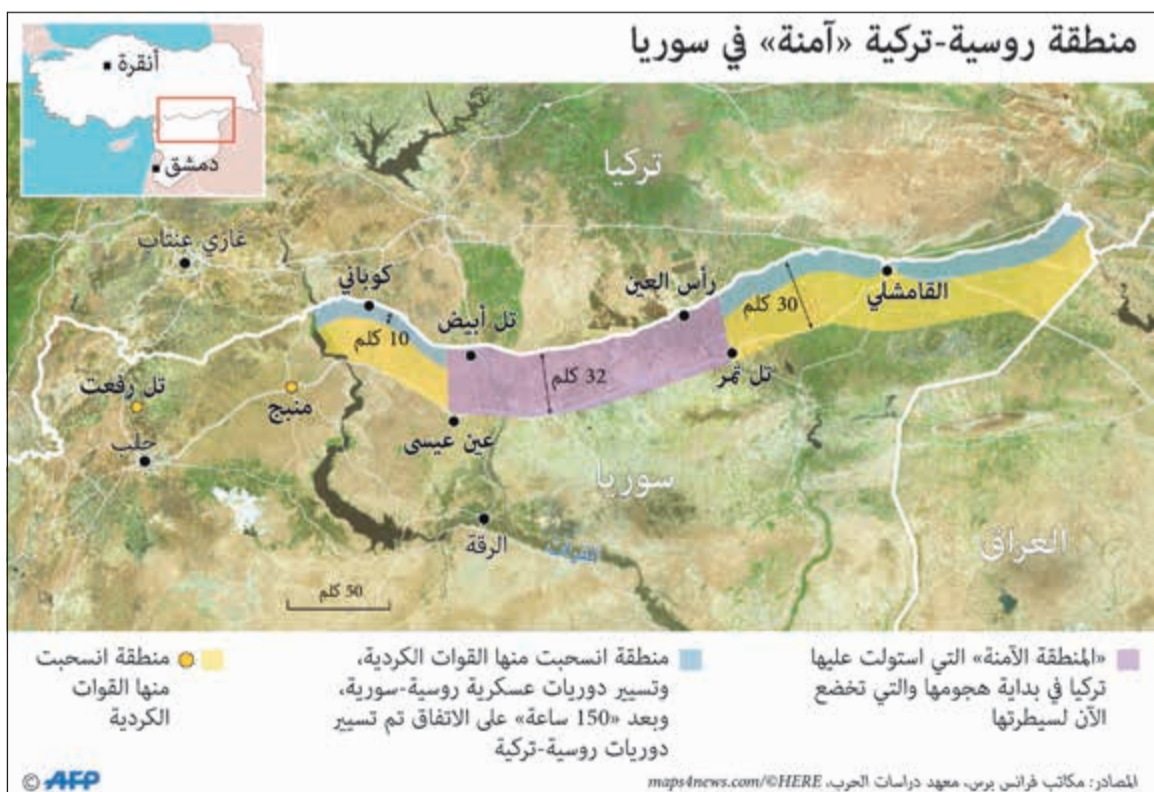 منطقة روسية-تركية «آمنة» في سوريا
أنقرة
دمشق
تركيا
غازي عنتاب
كوباني
رأس العين
القامشلي
30 كلم
تل أبيض
10 كلم
32 كلم
تل تمر
تل رفعت
منبج
عين عيسى
حلب
سوريا
الرقة
الفرات
العراق
50 كلم
«المنطقة الآمنة» التي استولت عليها
تركيا في بداية هجومها والتي تخضع
الآن لسيطرتها
منطقة انسحبت منها القوات الكردية،
وتسيير دوريات عسكرية روسية-سورية،
وبعد «150 ساعة» على الاتفاق تم تسيير
دوريات روسية-تركية
منطقة انسحبت
منها القوات
الكردية
المصادر: مكاتب فرانس برس، معهد دراسات الحرب، maps4news.com/©HERE
© AFP